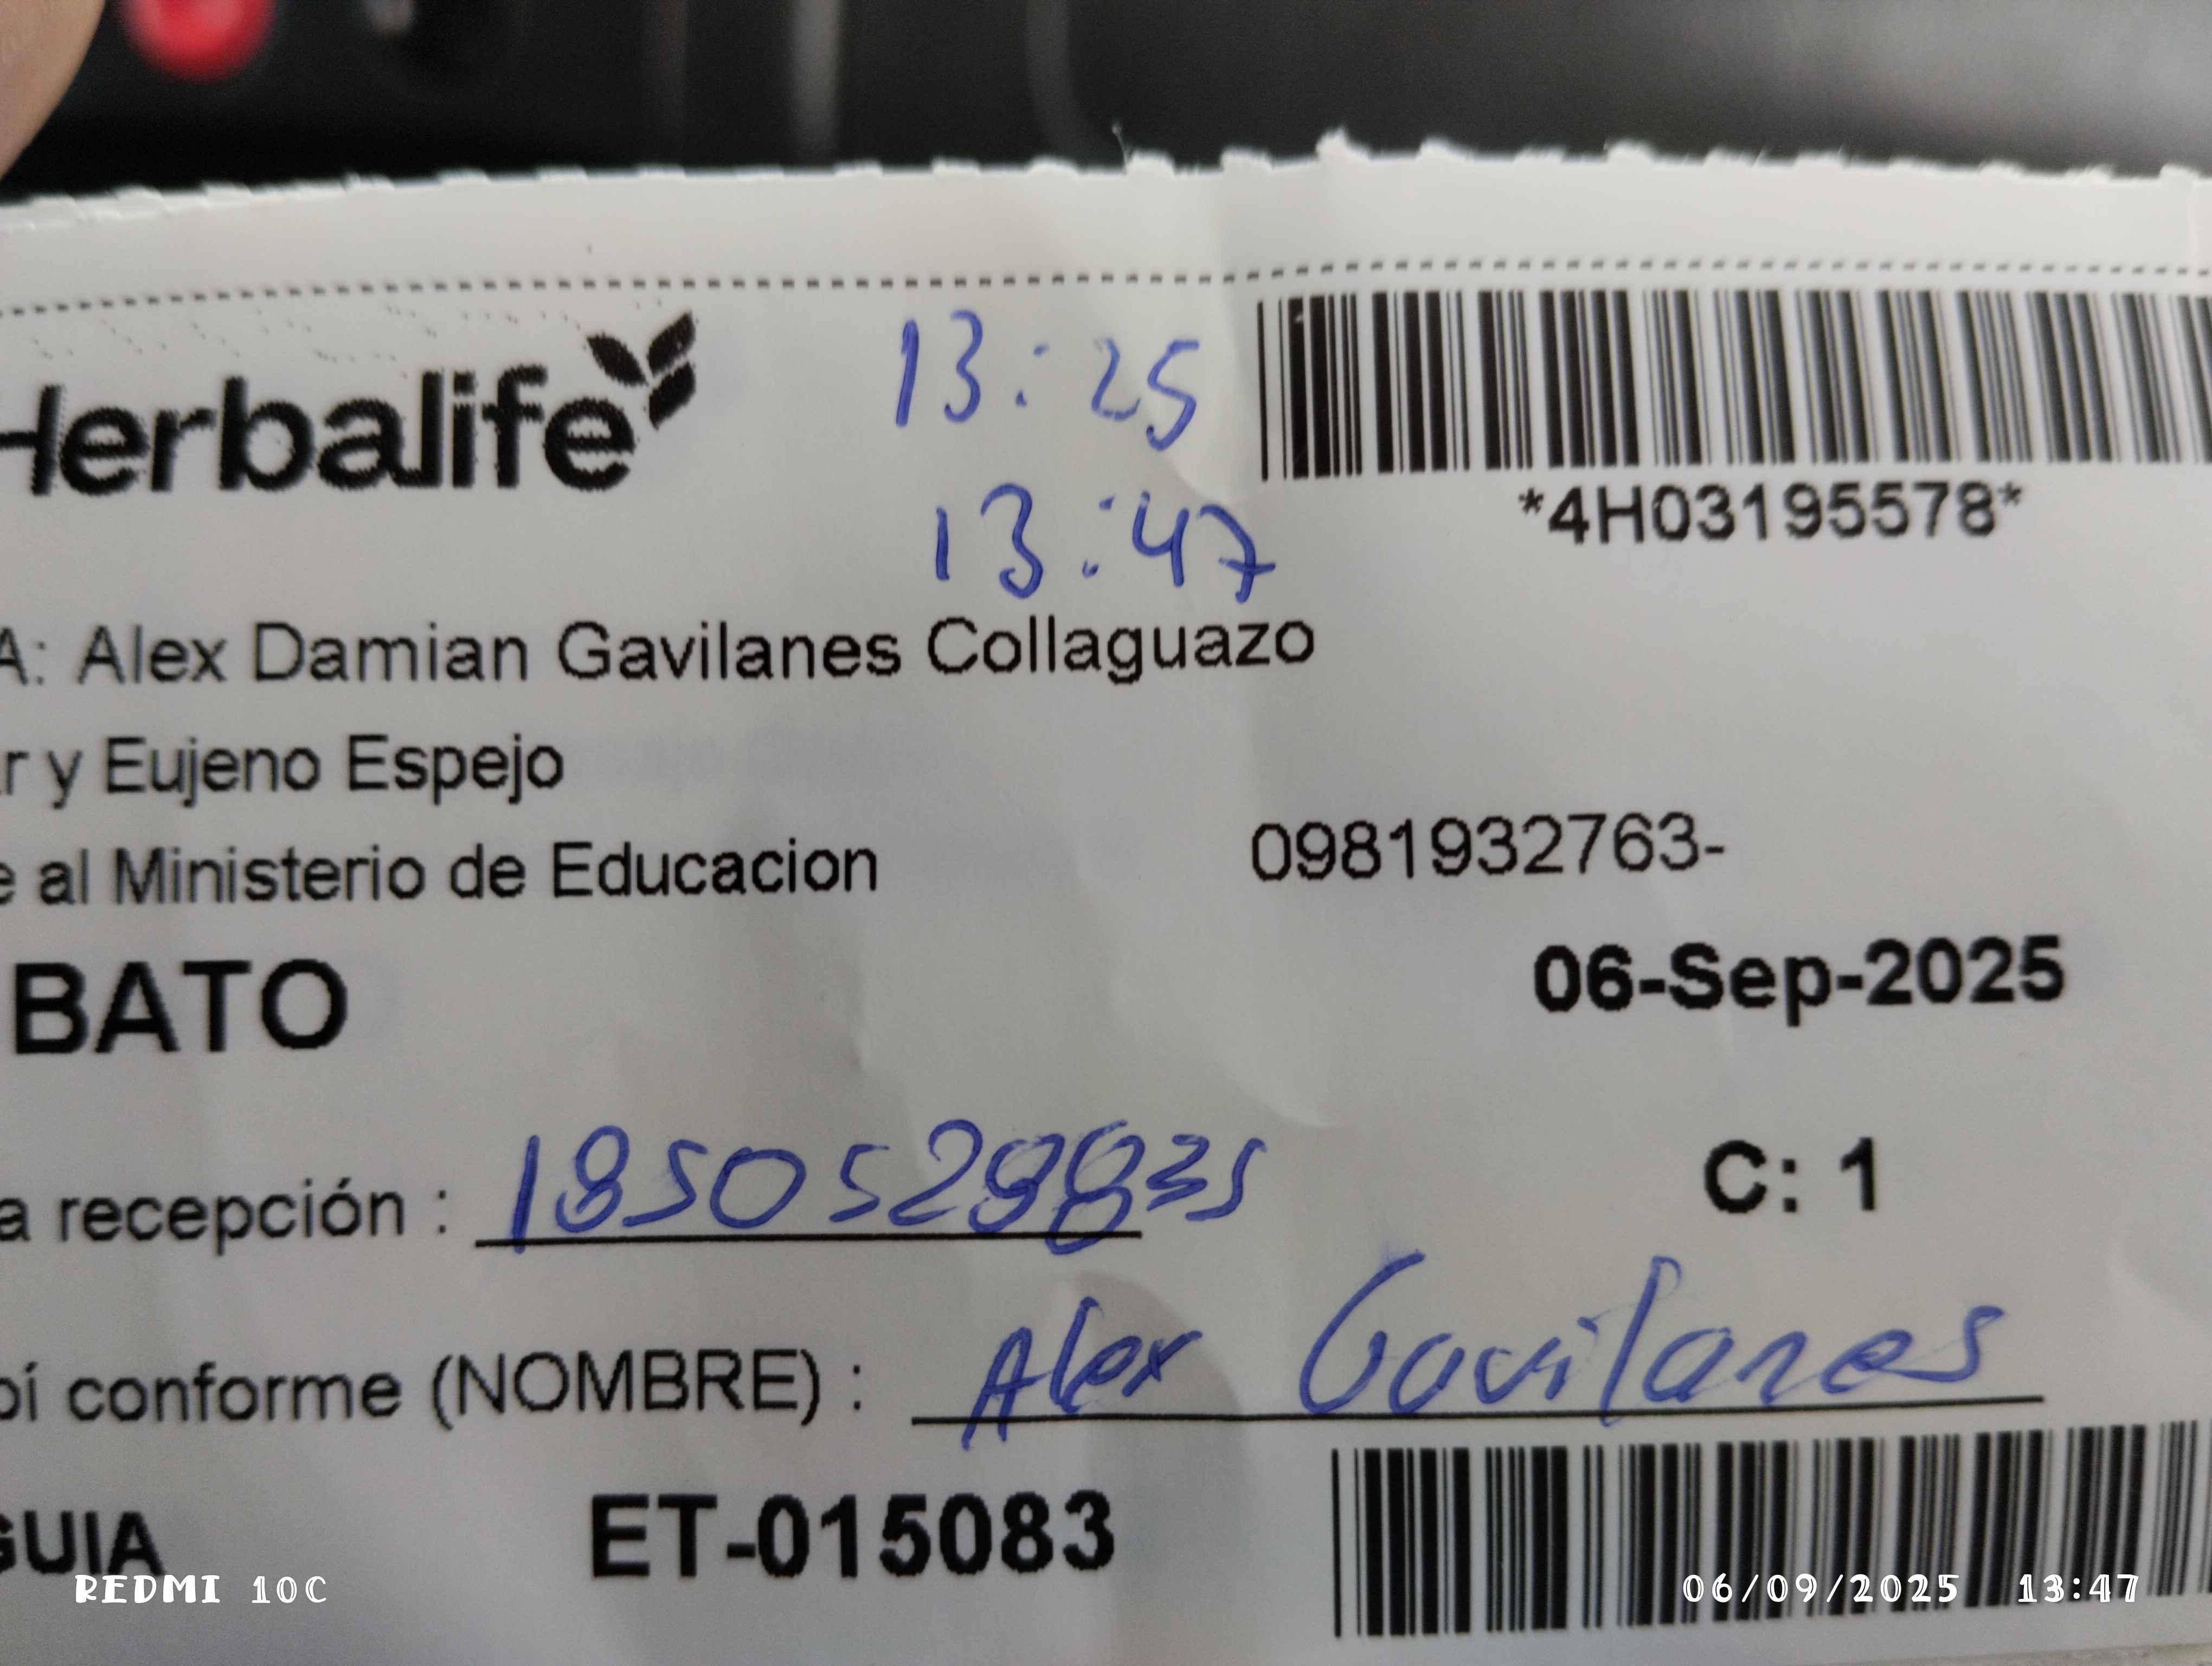 Herbalife
13:25
13:47
*4H03195578*
A: Alex Damian Gavilanes Collaguazo
r y Eujeno Espejo
e al Ministerio de Educacion
0981932763-
BATO
06-Sep-2025
a recepción : 1850529835
C: 1
bí conforme (NOMBRE) : Alex Gavilanes
GUIA ET-015083
REDMI 10C
06/09/2025 13:47